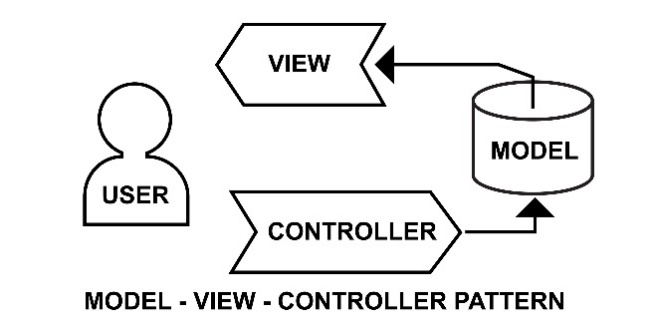 VIEW
MODEL
USER
CONTROLLER
MODEL - VIEW - CONTROLLER PATTERN